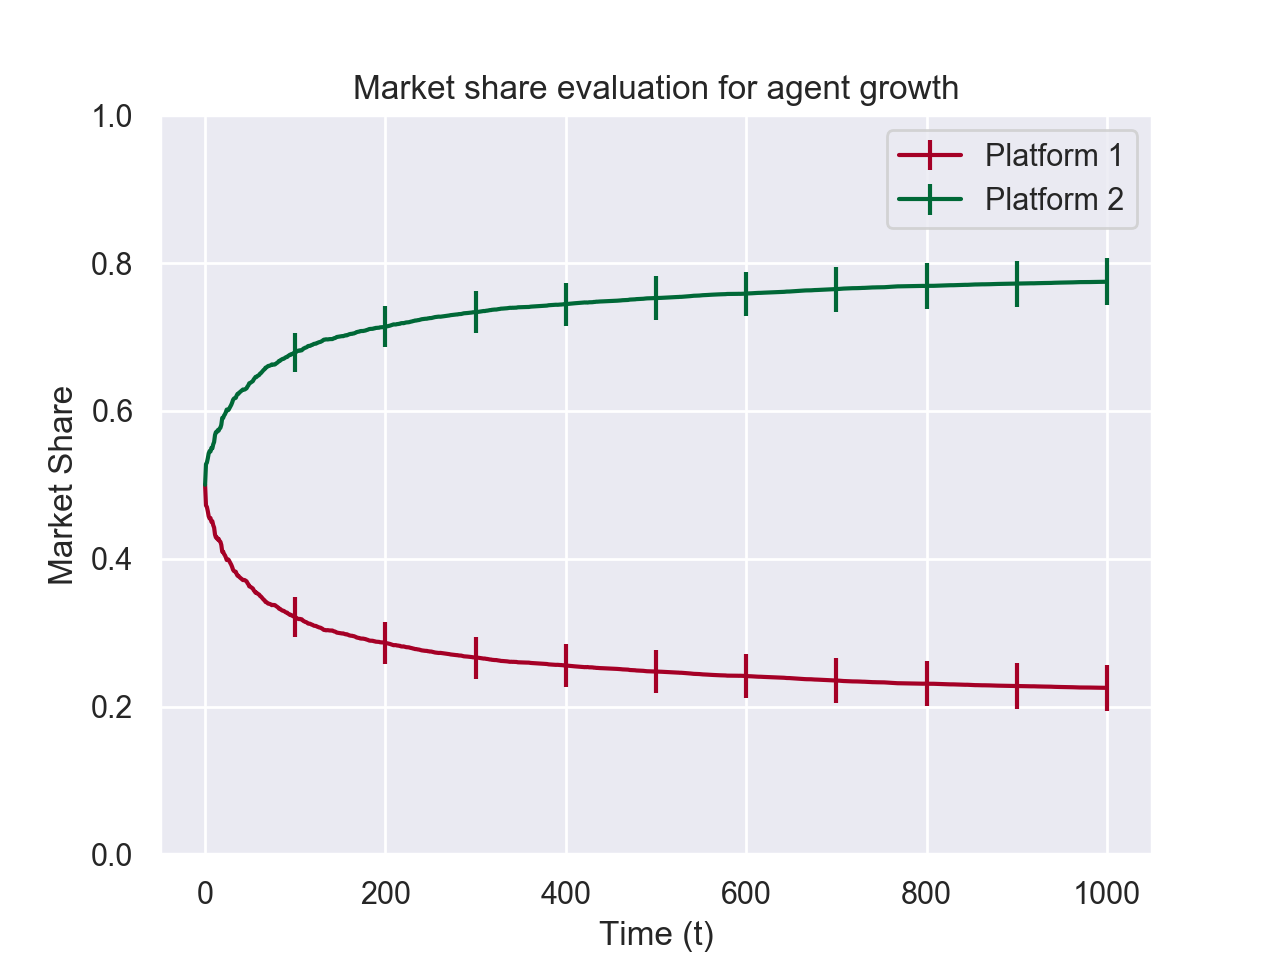 Market share evaluation for agent growth
1.0
0.8
0.6
0.4
0.2
0.0
Market Share
Platform 1
Platform 2
0 200 400 600 800 1000
Time (t)